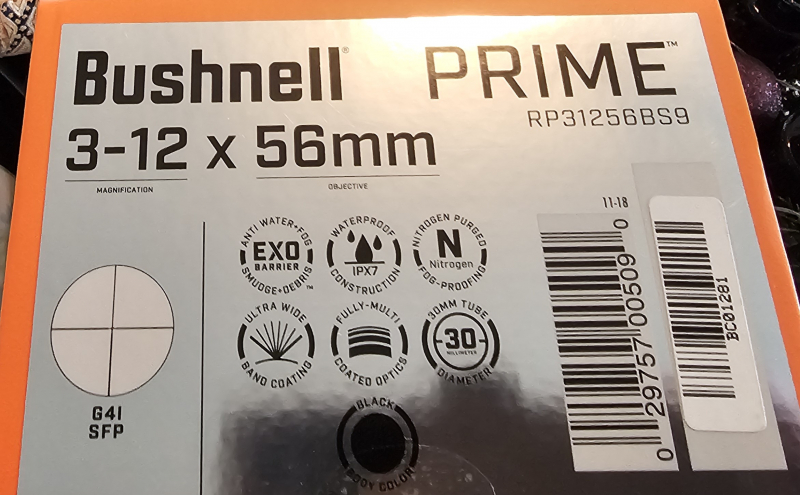 Bushnell®
PRIME™
RP31256BS9
3-12 x 56mm
MAGNIFICATION
OBJECTIVE
11-18
ANTI WATER•FOG
EXO
BARRIER
SMUDGE•DEBRIS™
WATERPROOF
IPX7
CONSTRUCTION
NITROGEN PURGED
N
Nitrogen
FOG-PROOFING
ULTRA WIDE
BAND COATING
FULLY-MULTI
COATED OPTICS
30MM TUBE
-30-
MILLIMETER
DIAMETER
BLACK
BODY COLOR
G4I
SFP
0 29757 00509 0
BC01281